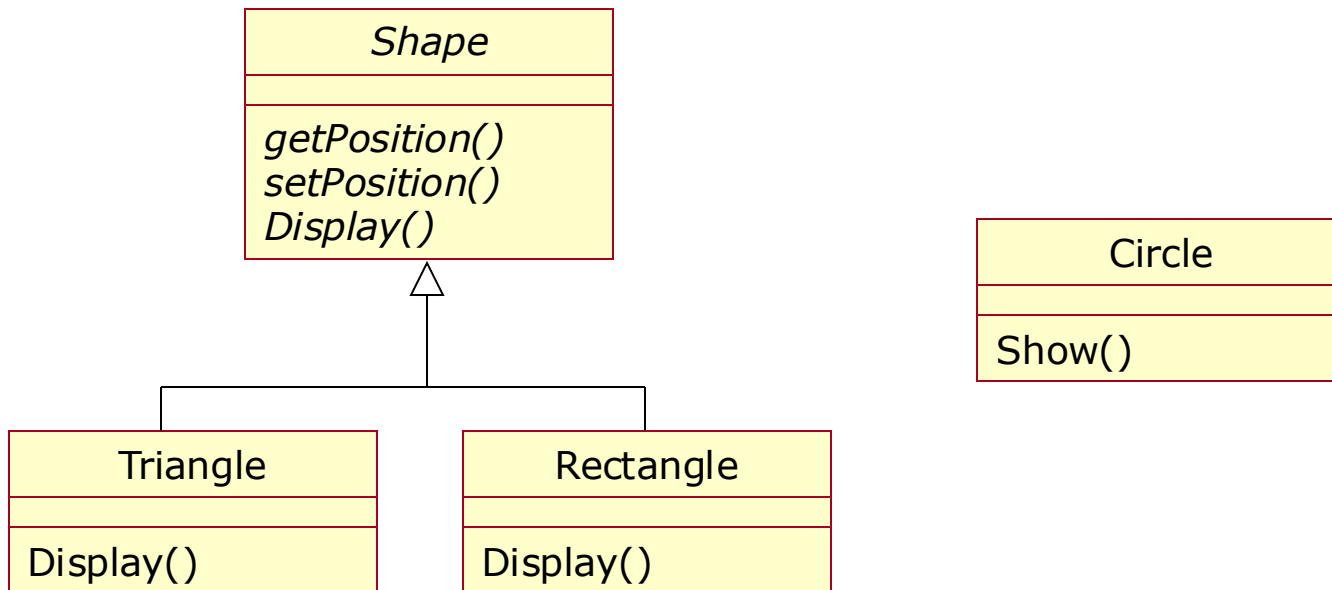 Shape
getPosition()
setPosition()
Display()
Circle
Show()
Triangle
Display()
Rectangle
Display()